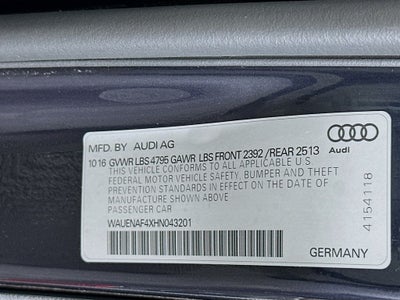 MFD. BY AUDI AG
10 16 GVWR LBS 4795 GAWR LBS FRONT 2392 /REAR 2513
THIS VEHICLE CONFORMS TO ALL APPLICABLE U.S.
FEDERAL MOTOR VEHICLE SAFETY, BUMPER AND THEFT
PREVENTION STANDARDS IN EFFECT ON THE DATE OF
MANUFACTURE SHOWN ABOVE
PASSENGER CAR
WAUENAF4XHN043201
GERMANY
Audi
4154118